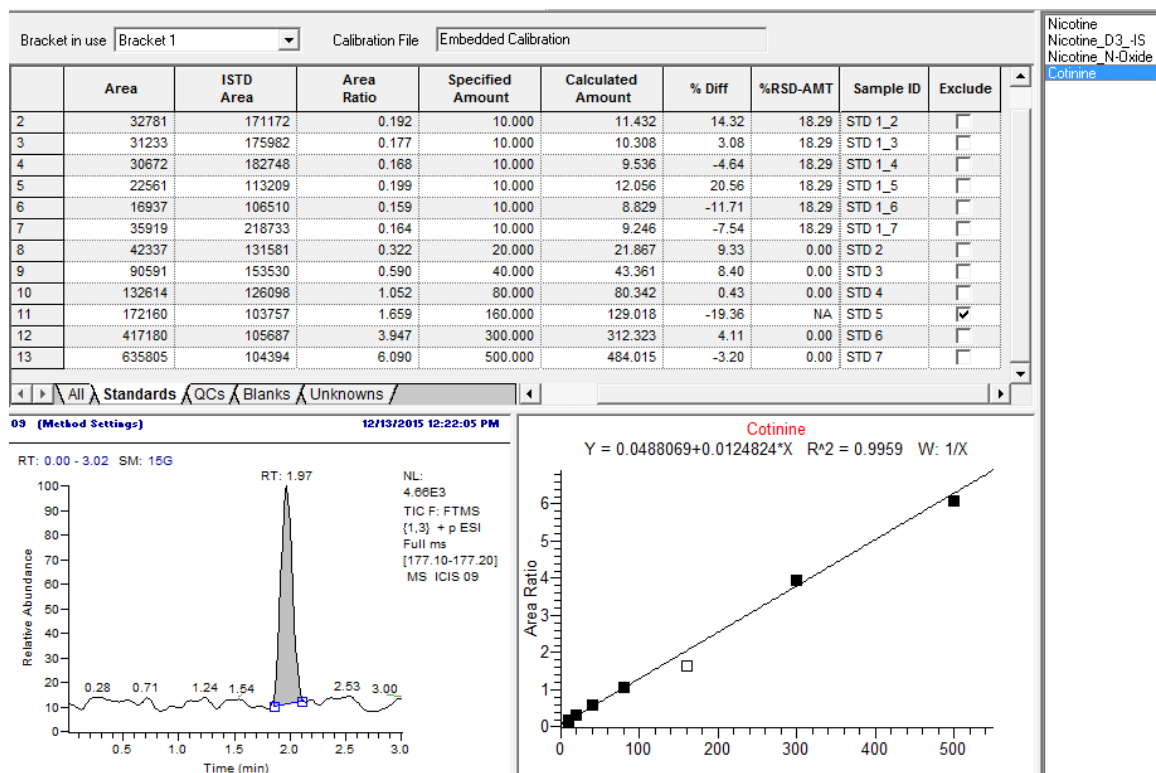 Bracket in use Bracket 1 Calibration File Embedded Calibration
Nicotine
Nicotine_D3_-IS
Nicotine_N-Oxide
Cotinine
Area ISTD Area Area Ratio Specified Amount Calculated Amount % Diff %RSD-AMT Sample ID Exclude
2 32781 171172 0.192 10.000 11.432 14.32 18.29 STD 1_2
3 31233 175982 0.177 10.000 10.308 3.08 18.29 STD 1_3
4 30672 182748 0.168 10.000 9.536 -4.64 18.29 STD 1_4
5 22561 113209 0.199 10.000 12.056 20.56 18.29 STD 1_5
6 16937 106510 0.159 10.000 8.829 -11.71 18.29 STD 1_6
7 35919 218733 0.164 10.000 9.246 -7.54 18.29 STD 1_7
8 42337 131581 0.322 20.000 21.867 9.33 0.00 STD 2
9 90591 153530 0.590 40.000 43.361 8.40 0.00 STD 3
10 132614 126098 1.052 80.000 80.342 0.43 0.00 STD 4
11 172160 103757 1.659 160.000 129.018 -19.36 NA STD 5
12 417180 105687 3.947 300.000 312.323 4.11 0.00 STD 6
13 635805 104394 6.090 500.000 484.015 -3.20 0.00 STD 7
All Standards QCs Blanks Unknowns
09 (Method Settings) 12/13/2015 12:22:05 PM
RT: 0.00 - 3.02 SM: 15G
RT: 1.97
NL:
4.66E3
TIC F: FTMS
{1,3} + p ESI
Full ms
[177.10-177.20]
MS ICIS 09
100
90
80
70
60
50
40
30
20
10
0
Relative Abundance
0.28 0.71 1.24 1.54 2.53 3.00
0.5 1.0 1.5 2.0 2.5 3.0
Time (min)
Cotinine
Y = 0.0488069+0.0124824*X R^2 = 0.9959 W: 1/X
6
5
4
3
2
1
0
Area Ratio
0 100 200 300 400 500